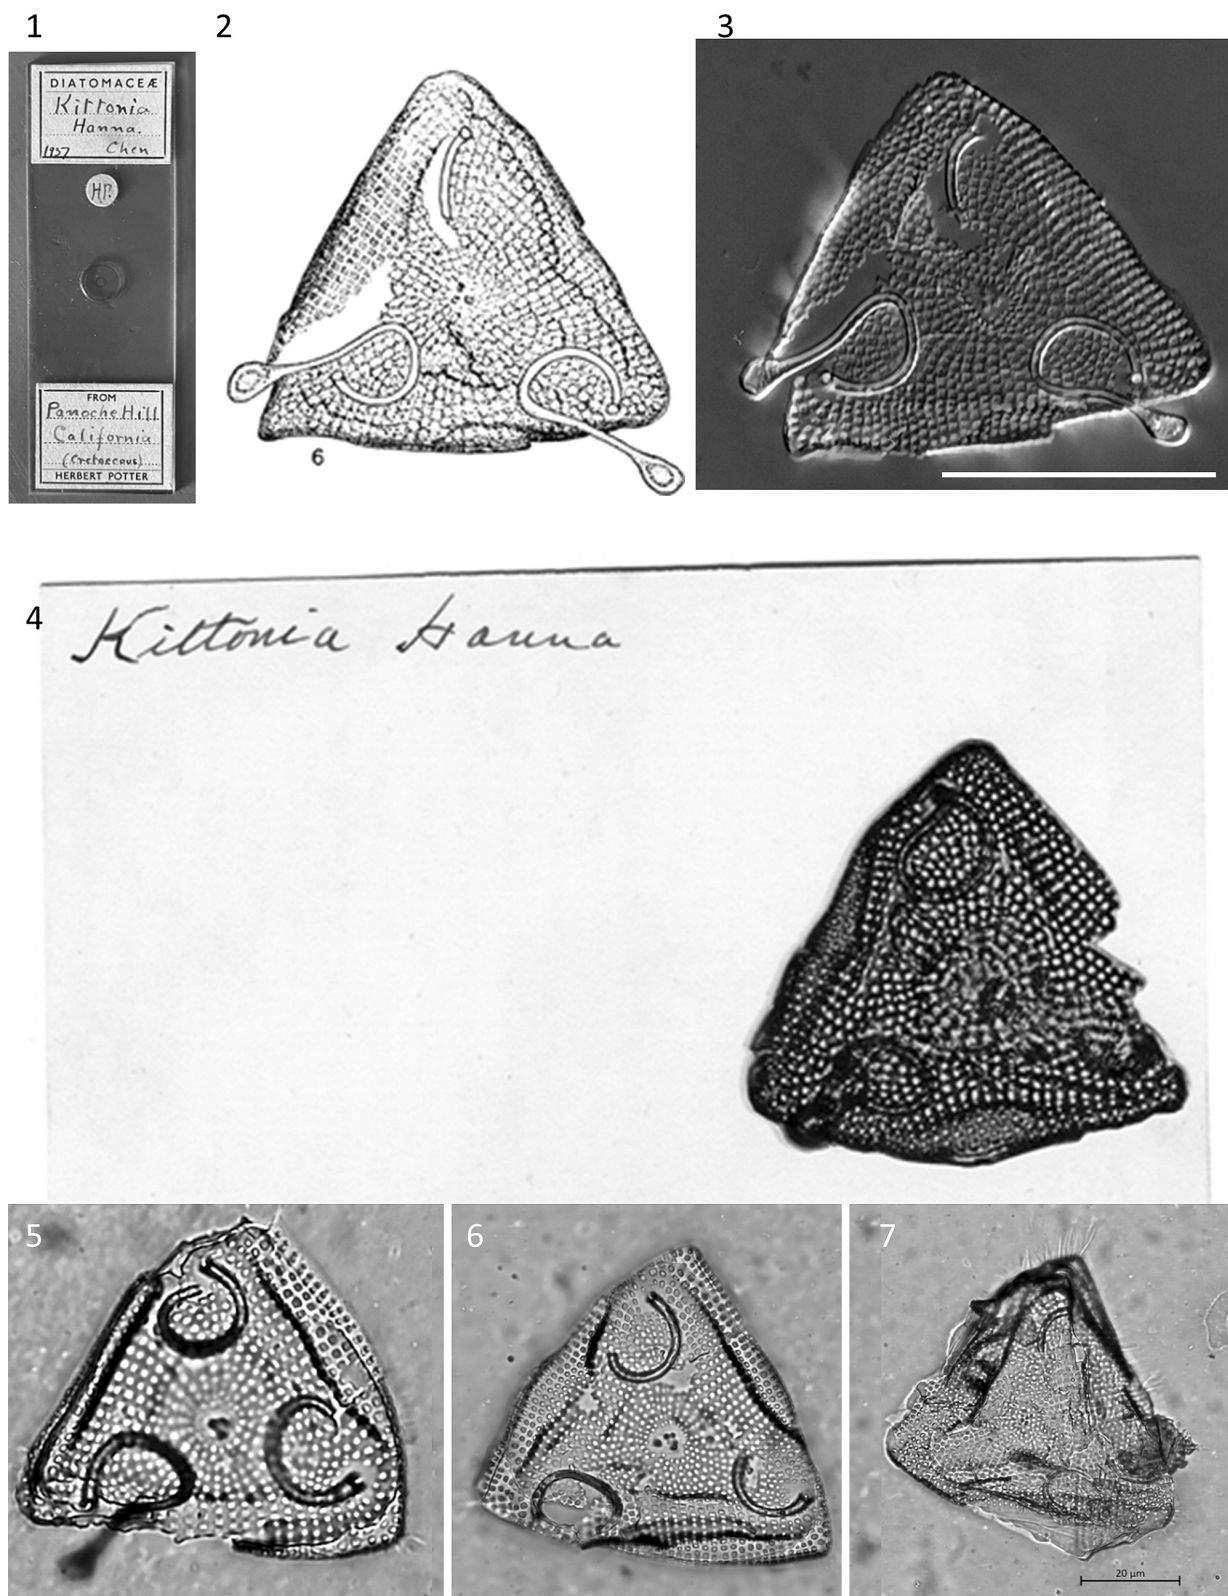 1
2
3
DIATOMACEÆ
Kittonia
Hanna.
1937 Chen
HP.
FROM
Panoche Hill
California
(Cretaceous)
HERBERT POTTER
6
4
Kittonia Hanna
5
6
7
20 µm